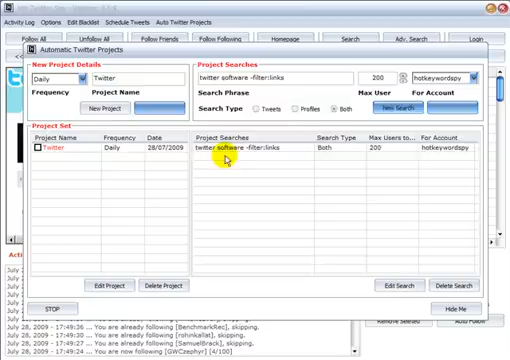 Activity Log Options Edit Blacklist Schedule Tweets Auto Twitter Projects
Follow All Unfollow All Follow Friends Follow Following Homepage Search Adv. Search Login
Automatic Twitter Projects
New Project Details
Project Searches
Daily Twitter
twitter software -filter:links 200 hotkeywordspy
Frequency Project Name
Search Phrase Max User For Account
New Project
Search Type Tweets Profiles Both New Search
Project Set
Project Name Frequency Date
Project Searches Search Type Max Users to... For Account
Twitter Daily 28/07/2009
twitter software -filter:links Both 200 hotkeywordspy
Edit Project Delete Project
Edit Search Delete Search
STOP
Hide Me
Remove Selected Auto Follow
July 28, 2009 - 17:49:36 ... You are already following [BenchmarkRec], skipping.
July 28, 2009 - 17:49:30 ... You are already following [rohinkallat], skipping.
July 28, 2009 - 17:49:30 ... You are already following [SamuelBrack], skipping.
July 28, 2009 - 17:49:30 ... You are now following [GWCzephyr] [4/100]